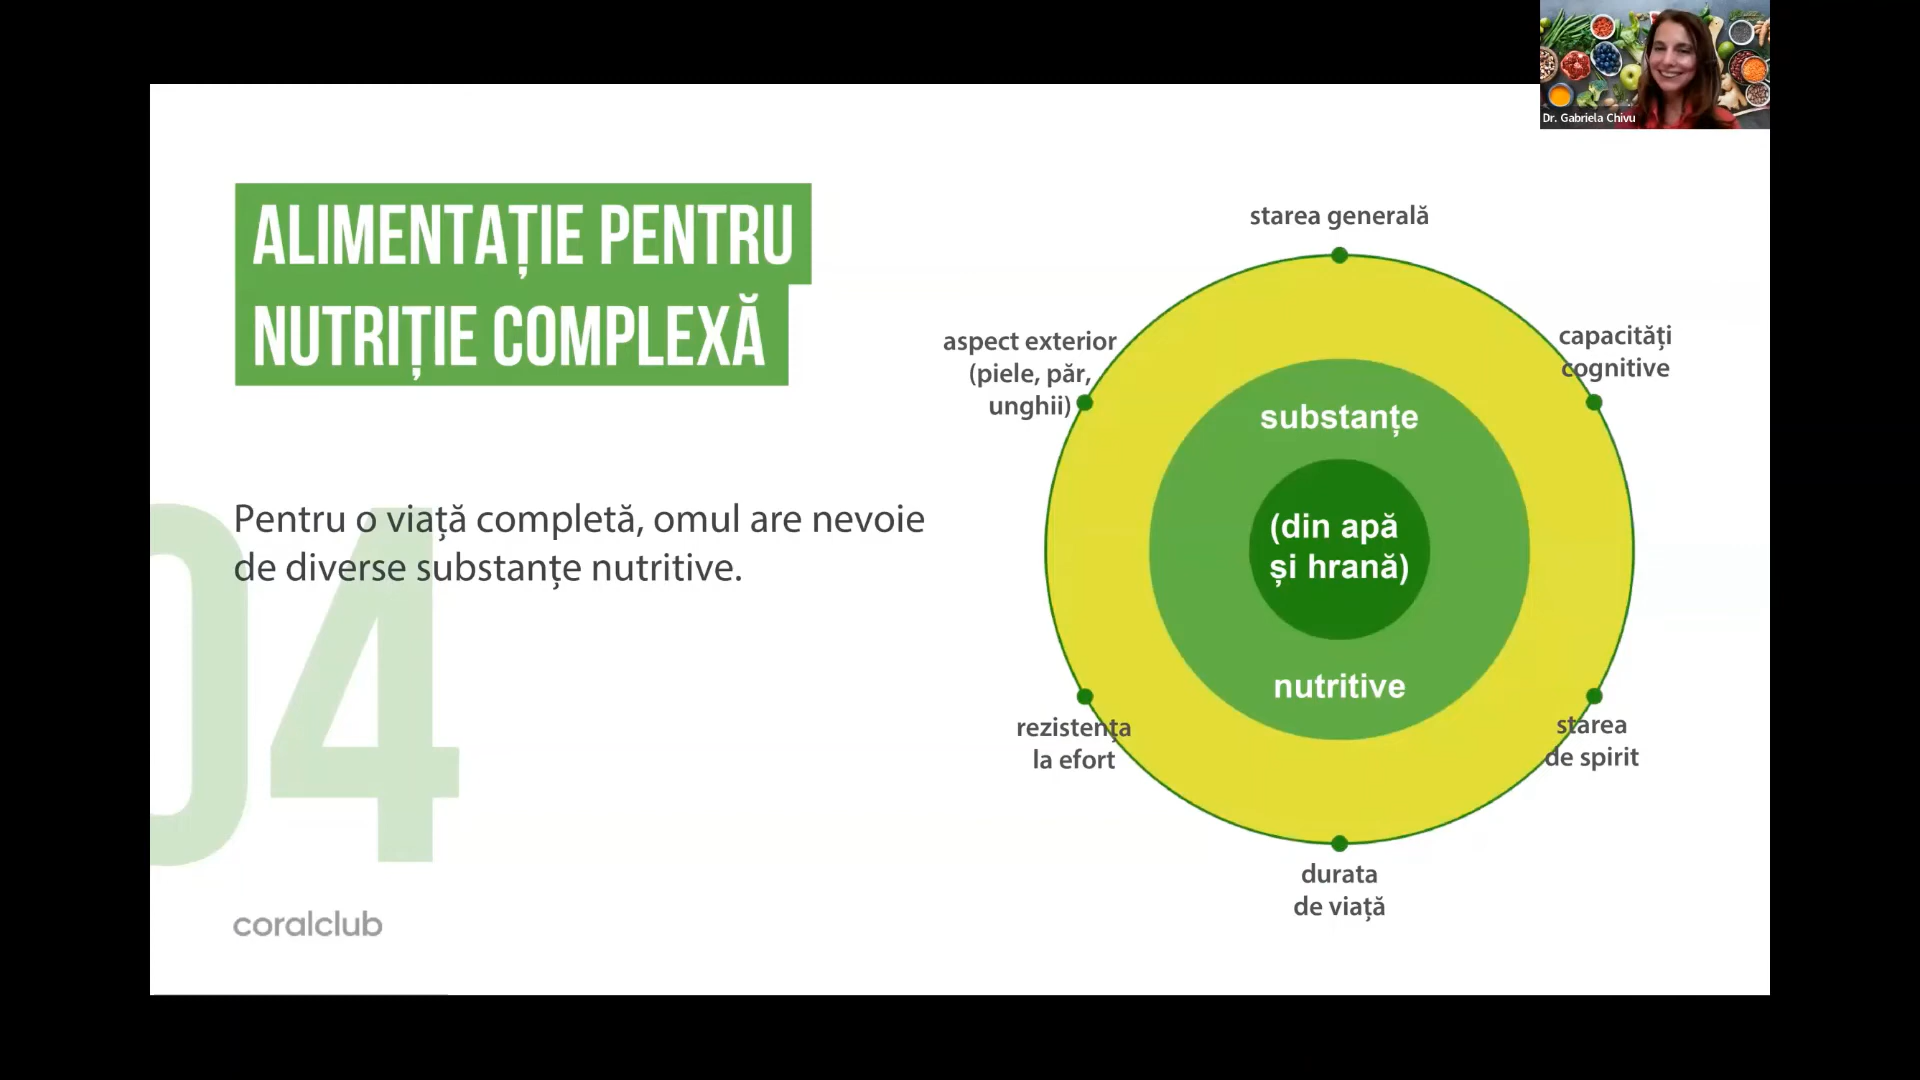 Dr. Gabriela Chivu
ALIMENTAȚIE PENTRU
NUTRIȚIE COMPLEXĂ
Pentru o viață completă, omul are nevoie
de diverse substanțe nutritive.
04
coralclub
starea generală
aspect exterior
(piele, păr,
unghii)
capacități
cognitive
substanțe
(din apă
și hrană)
nutritive
rezistența
la efort
starea
de spirit
durata
de viață